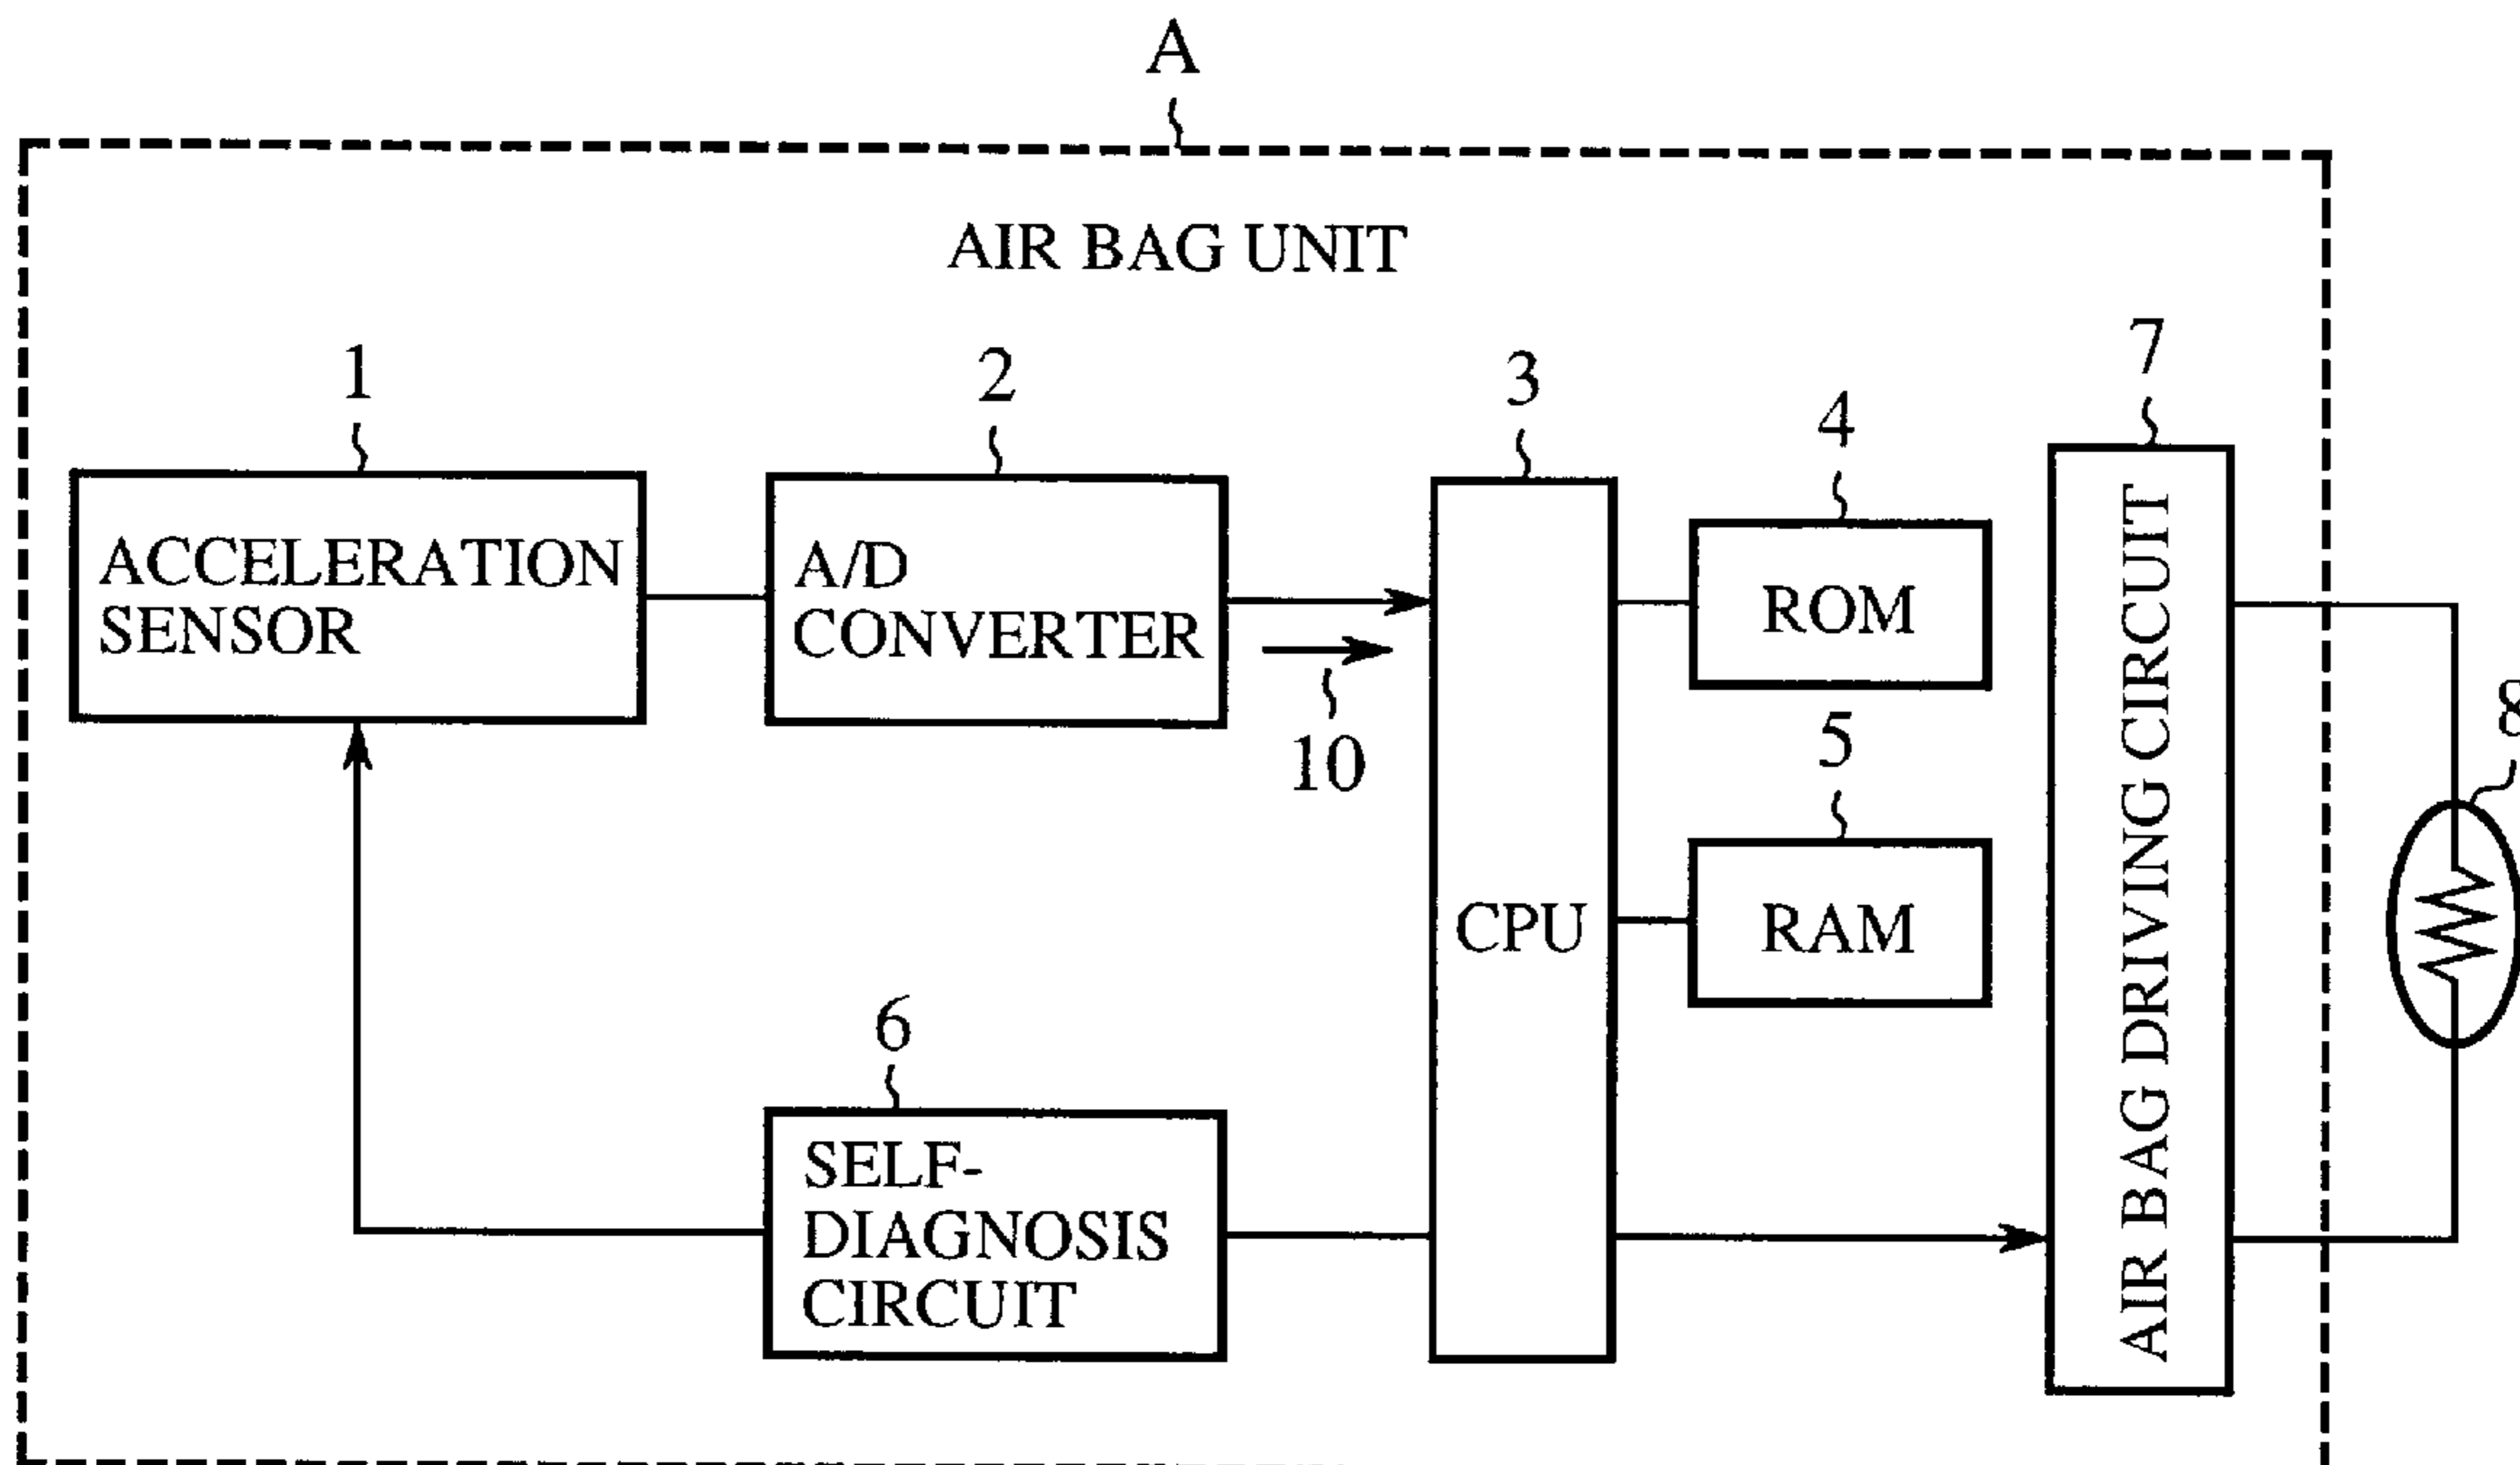 A
AIR BAG UNIT
1
2
3
4
7
ACCELERATION
SENSOR
A/D
CONVERTER
10
CPU
ROM
5
RAM
AIR BAG DRIVING CIRCUIT
8
6
SELF-
DIAGNOSIS
CIRCUIT